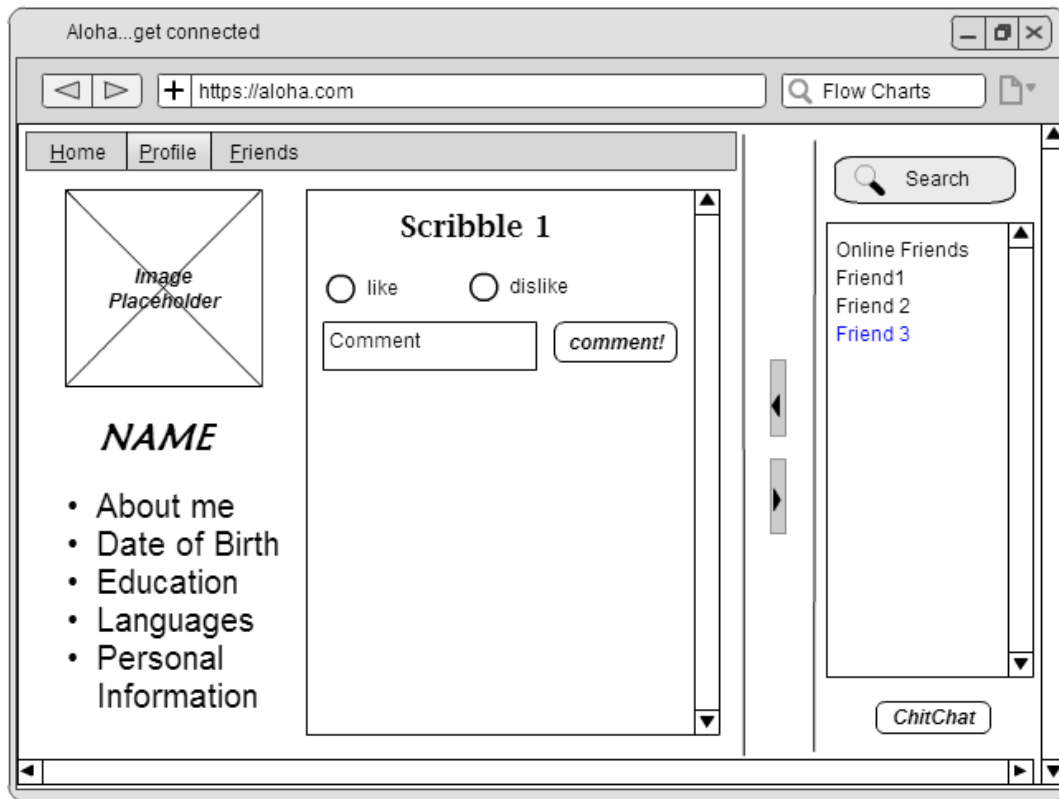 Aloha...get connected
https://aloha.com
Flow Charts
Home Profile Friends
Image
Placeholder
NAME
• About me
• Date of Birth
• Education
• Languages
• Personal
Information
Scribble 1
like dislike
Comment comment!
Search
Online Friends
Friend1
Friend 2
Friend 3
ChitChat